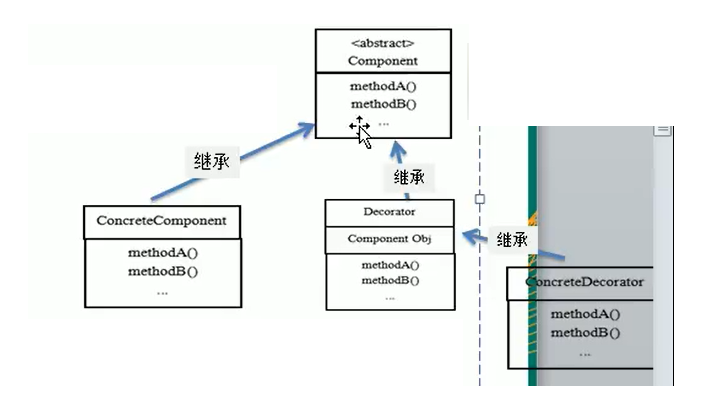 <abstract>
Component
methodA()
methodB()
...
继承
继承
继承
ConcreteComponent
methodA()
methodB()
...
Decorator
Component Obj
methodA()
methodB()
...
ConcreteDecorator
methodA()
methodB()
...